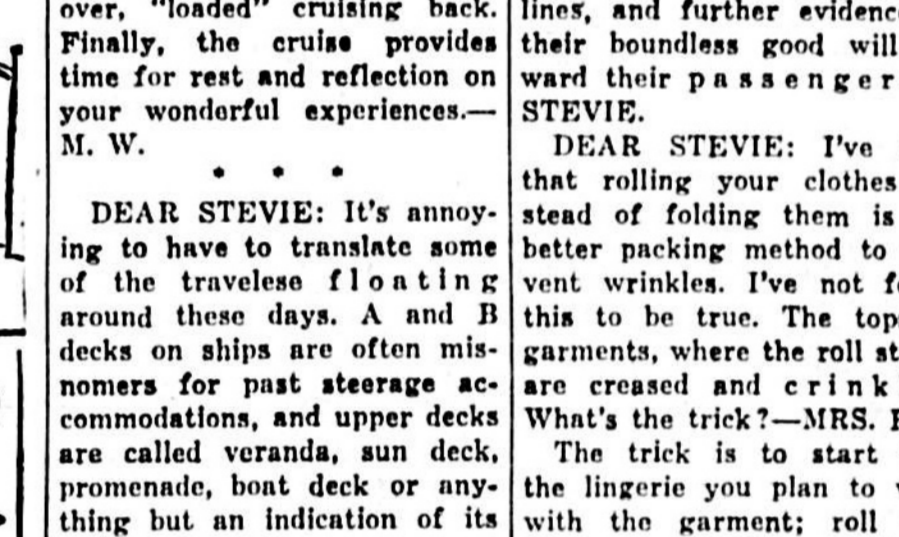 over, "loaded" cruising back.
Finally, the cruise provides
time for rest and reflection on
your wonderful experiences.—
M. W.
* * *
DEAR STEVIE: It's annoy-
ing to have to translate some
of the travelese floating
around these days. A and B
decks on ships are often mis-
nomers for past steerage ac-
commodations, and upper decks
are called veranda, sun deck,
promenade, boat deck or any-
thing but an indication of its
lines, and further
their boundless good will
ward their
STEVIE.
DEAR STEVIE: I've
that rolling your clothes
stead of folding them is
better packing method to
vent wrinkles. I've not
this to be true. The
garments, where the roll
are creased and
What's the trick?—MRS.
The trick is to start
the lingerie you plan to
with the garment; roll